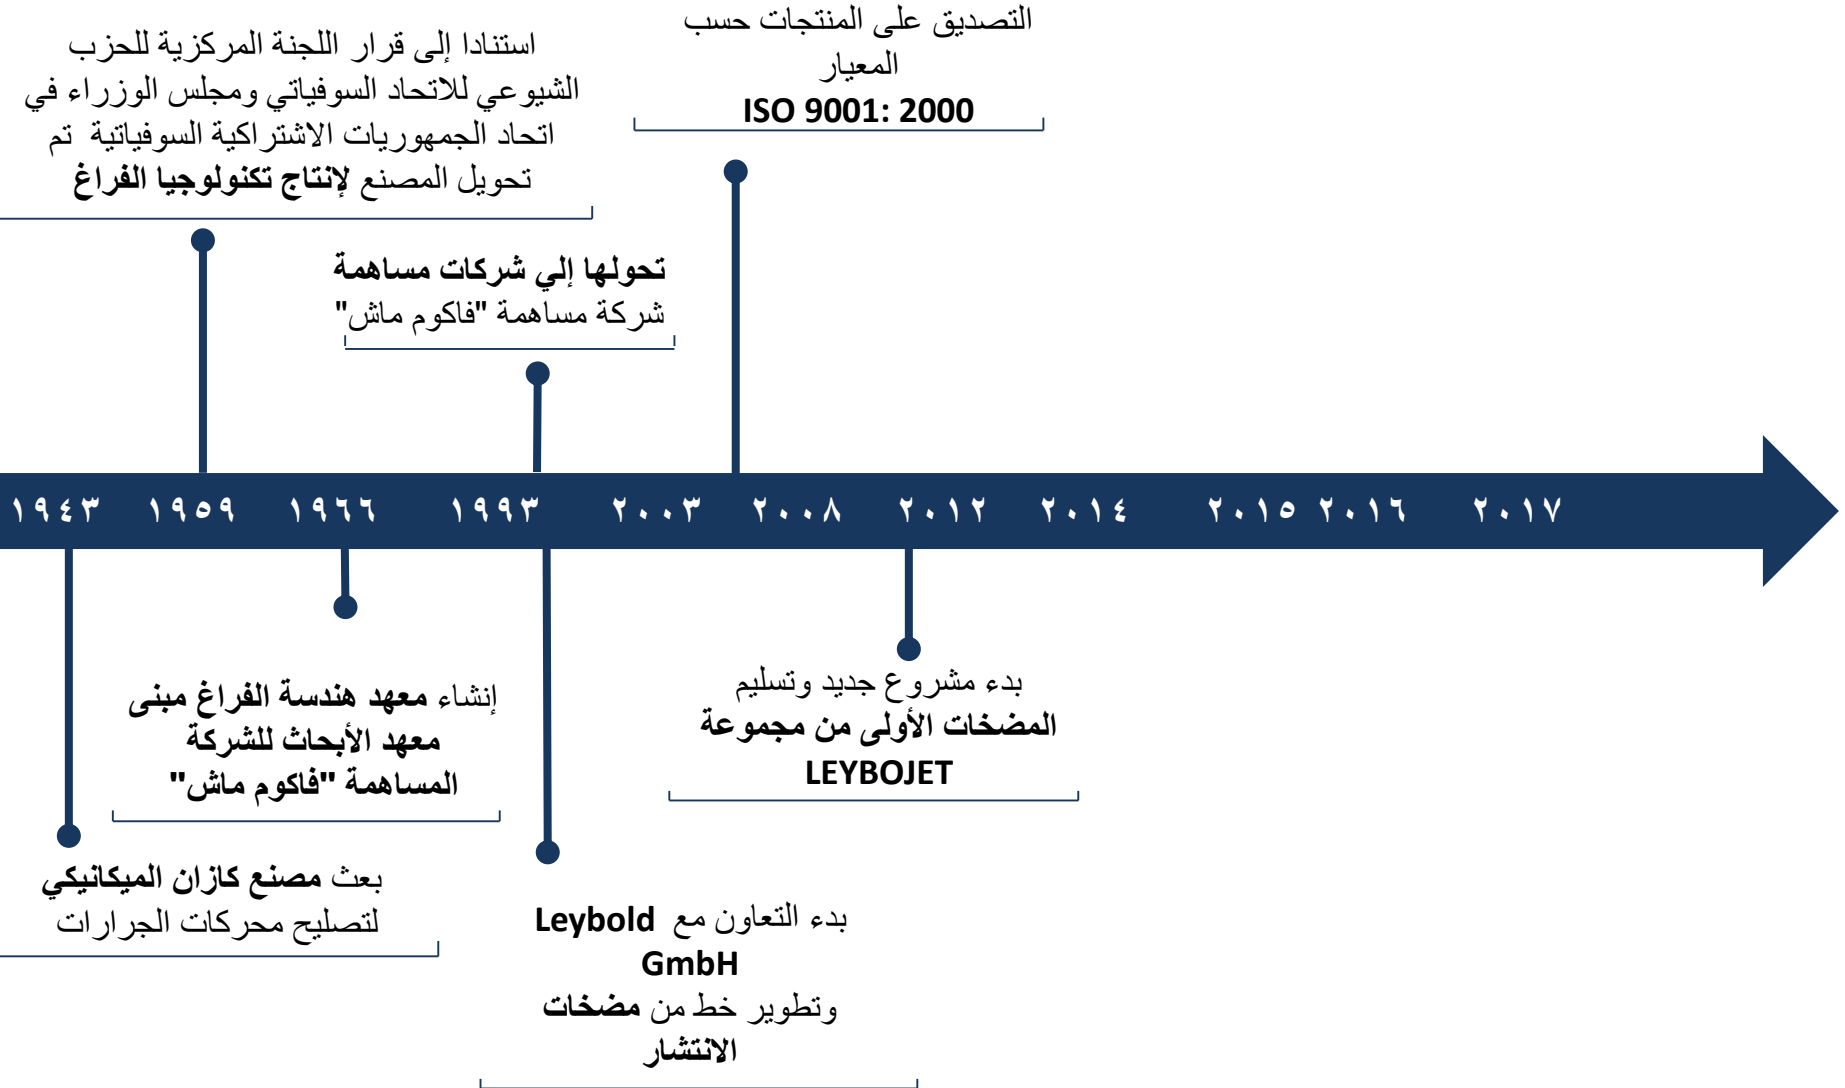 استنادا إلى قرار اللجنة المركزية للحزب
الشيوعي للاتحاد السوفياتي ومجلس الوزراء في
اتحاد الجمهوريات الاشتراكية السوفياتية تم
تحويل المصنع لإنتاج تكنولوجيا الفراغ
التصديق على المنتجات حسب
المعيار
ISO 9001: 2000
تحولها إلي شركات مساهمة
شركة مساهمة "فاكوم ماش"
١٩٤٣ ١٩٥٩ ١٩٦٦ ١٩٩٣ ٢٠٠٣ ٢٠٠٨ ٢٠١٢ ٢٠١٤ ٢٠١٥ ٢٠١٦ ٢٠١٧
إنشاء معهد هندسة الفراغ مبنى
معهد الأبحاث للشركة
المساهمة "فاكوم ماش"
بدء مشروع جديد وتسليم
المضخات الأولى من مجموعة
LEYBOJET
بعث مصنع كازان الميكانيكي
لتصليح محركات الجرارات
بدء التعاون مع Leybold
GmbH
وتطوير خط من مضخات
الانتشار